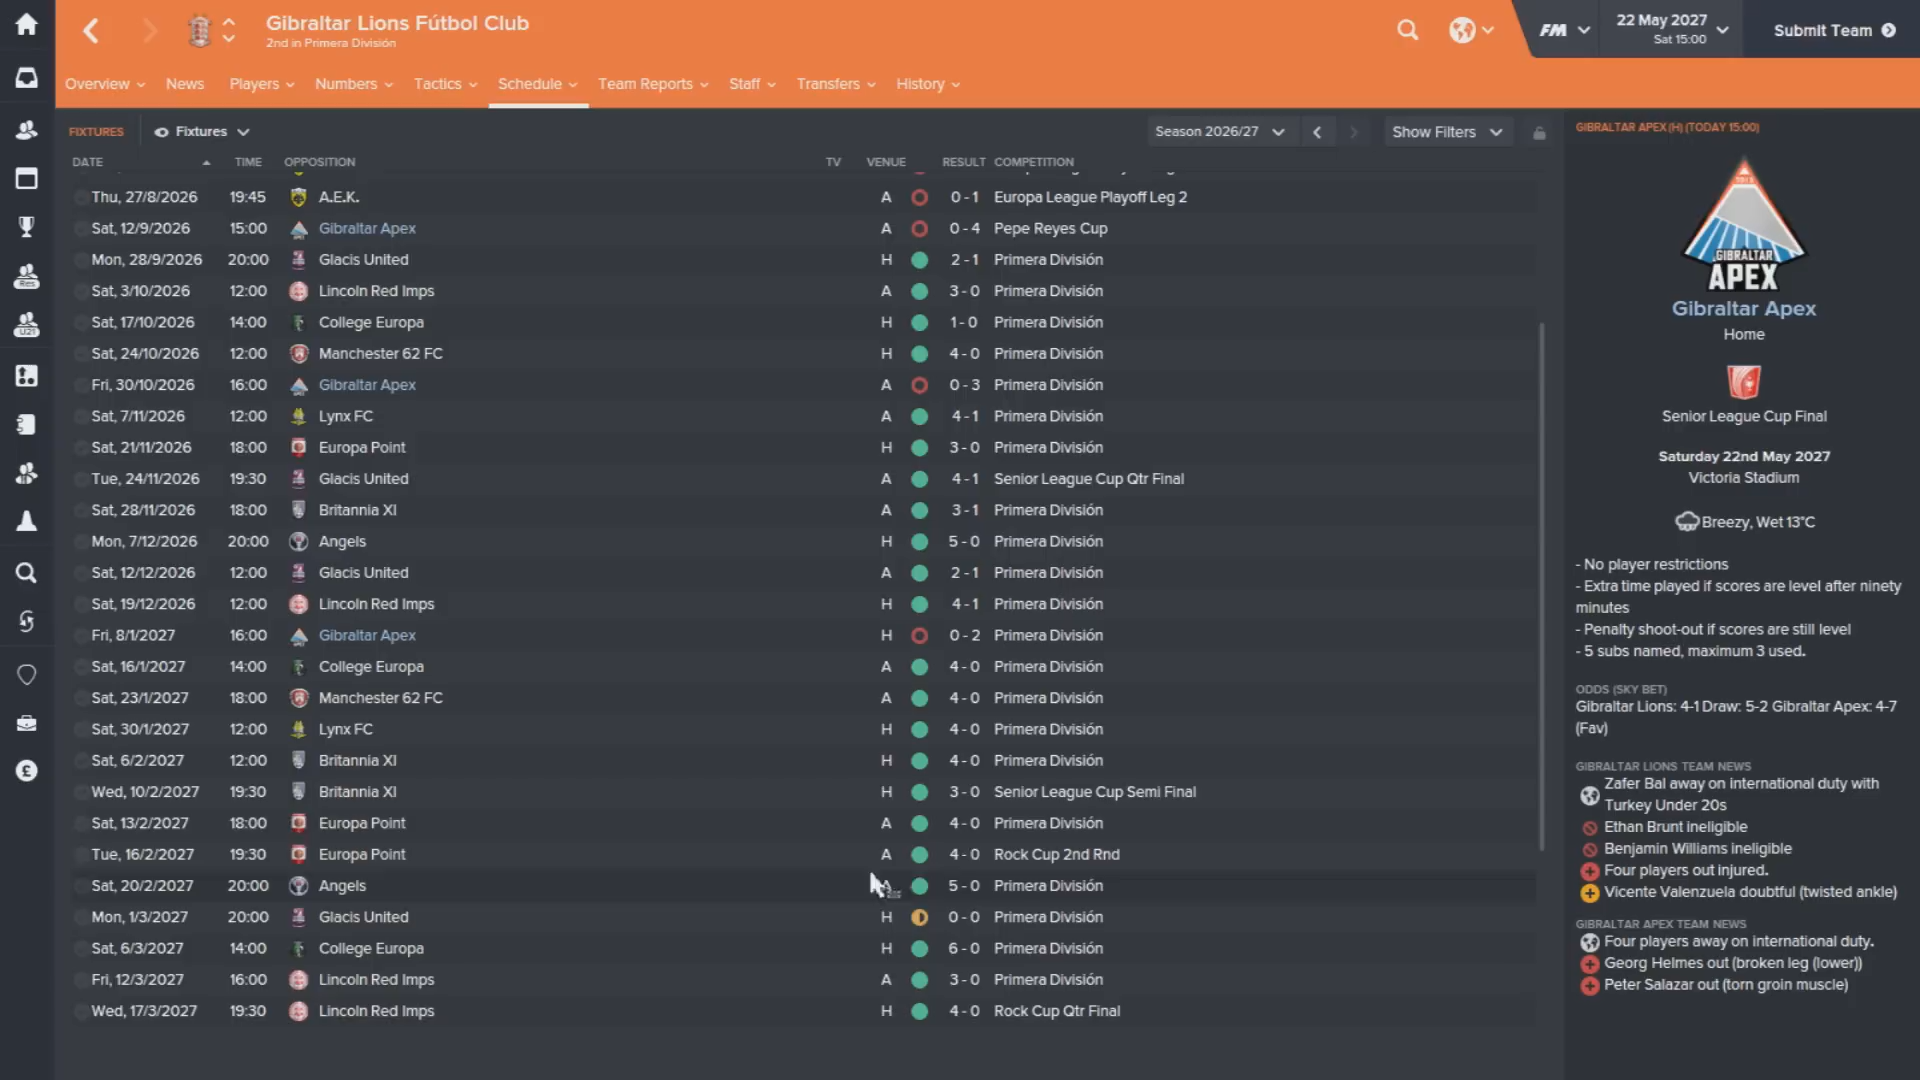 Gibraltar Lions Fútbol Club
2nd in Primera División
FM
22 May 2027
Sat 15:00
Submit Team
Overview News Players Numbers Tactics Schedule Team Reports Staff Transfers History
FIXTURES Fixtures Season 2026/27 Show Filters
DATE TIME OPPOSITION TV VENUE RESULT COMPETITION
Thu, 27/8/2026 19:45 A.E.K. A 0 - 1 Europa League Playoff Leg 2
Sat, 12/9/2026 15:00 Gibraltar Apex A 0 - 4 Pepe Reyes Cup
Mon, 28/9/2026 20:00 Glacis United H 2 - 1 Primera División
Sat, 3/10/2026 12:00 Lincoln Red Imps A 3 - 0 Primera División
Sat, 17/10/2026 14:00 College Europa H 1 - 0 Primera División
Sat, 24/10/2026 12:00 Manchester 62 FC H 4 - 0 Primera División
Fri, 30/10/2026 16:00 Gibraltar Apex A 0 - 3 Primera División
Sat, 7/11/2026 12:00 Lynx FC A 4 - 1 Primera División
Sat, 21/11/2026 18:00 Europa Point H 3 - 0 Primera División
Tue, 24/11/2026 19:30 Glacis United A 4 - 1 Senior League Cup Qtr Final
Sat, 28/11/2026 18:00 Britannia XI A 3 - 1 Primera División
Mon, 7/12/2026 20:00 Angels H 5 - 0 Primera División
Sat, 12/12/2026 12:00 Glacis United A 2 - 1 Primera División
Sat, 19/12/2026 12:00 Lincoln Red Imps H 4 - 1 Primera División
Fri, 8/1/2027 16:00 Gibraltar Apex H 0 - 2 Primera División
Sat, 16/1/2027 14:00 College Europa A 4 - 0 Primera División
Sat, 23/1/2027 18:00 Manchester 62 FC A 4 - 0 Primera División
Sat, 30/1/2027 12:00 Lynx FC H 4 - 0 Primera División
Sat, 6/2/2027 12:00 Britannia XI H 4 - 0 Primera División
Wed, 10/2/2027 19:30 Britannia XI H 3 - 0 Senior League Cup Semi Final
Sat, 13/2/2027 18:00 Europa Point A 4 - 0 Primera División
Tue, 16/2/2027 19:30 Europa Point A 4 - 0 Rock Cup 2nd Rnd
Sat, 20/2/2027 20:00 Angels A 5 - 0 Primera División
Mon, 1/3/2027 20:00 Glacis United H 0 - 0 Primera División
Sat, 6/3/2027 14:00 College Europa H 6 - 0 Primera División
Fri, 12/3/2027 16:00 Lincoln Red Imps A 3 - 0 Primera División
Wed, 17/3/2027 19:30 Lincoln Red Imps H 4 - 0 Rock Cup Qtr Final
Res
U21
GIBRALTAR APEX (H) (TODAY 15:00)
GIBRALTAR
APEX
Gibraltar Apex
Home
Senior League Cup Final
Saturday 22nd May 2027
Victoria Stadium
Breezy, Wet 13°C
- No player restrictions
- Extra time played if scores are level after ninety
minutes
- Penalty shoot-out if scores are still level
- 5 subs named, maximum 3 used.
ODDS (SKY BET)
Gibraltar Lions: 4-1 Draw: 5-2 Gibraltar Apex: 4-7
(Fav)
GIBRALTAR LIONS TEAM NEWS
Zafer Bal away on international duty with
Turkey Under 20s
Ethan Brunt ineligible
Benjamin Williams ineligible
Four players out injured.
Vicente Valenzuela doubtful (twisted ankle)
GIBRALTAR APEX TEAM NEWS
Four players away on international duty.
Georg Helmes out (broken leg (lower))
Peter Salazar out (torn groin muscle)